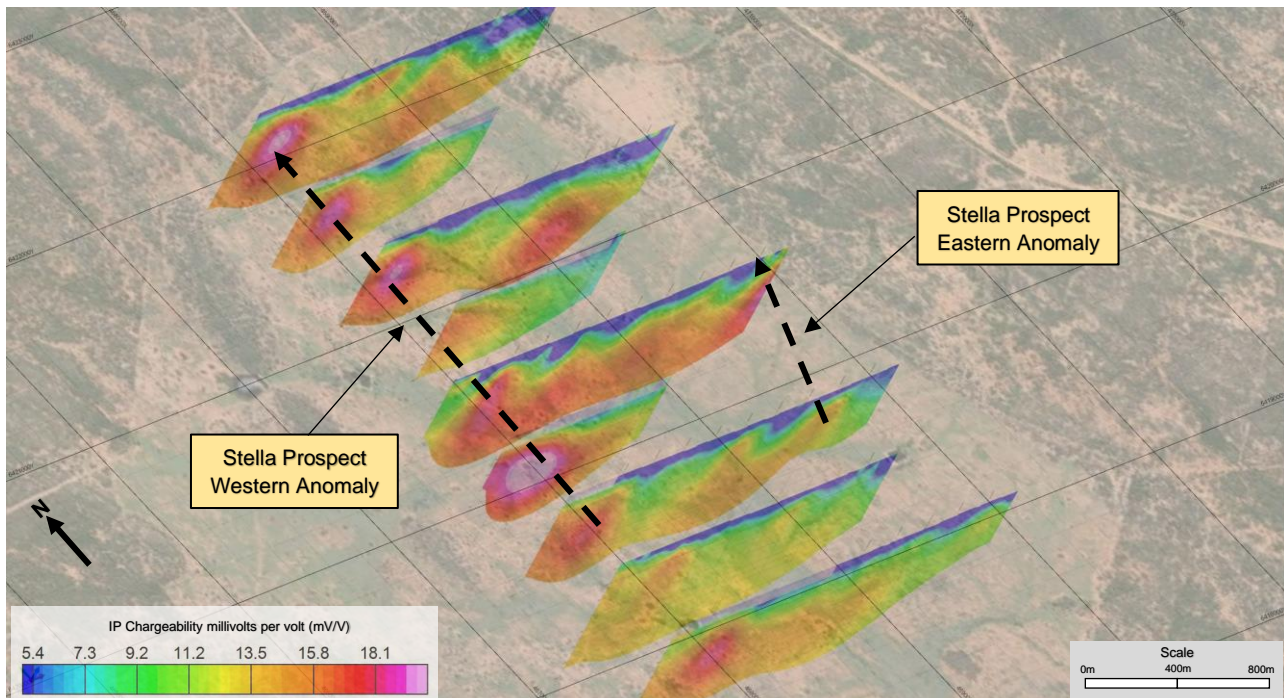 Stella Prospect
Eastern Anomaly
Stella Prospect
Western Anomaly
N
IP Chargeability millivolts per volt (mV/V)
5.4 7.3 9.2 11.2 13.5 15.8 18.1
Scale
0m 400m 800m